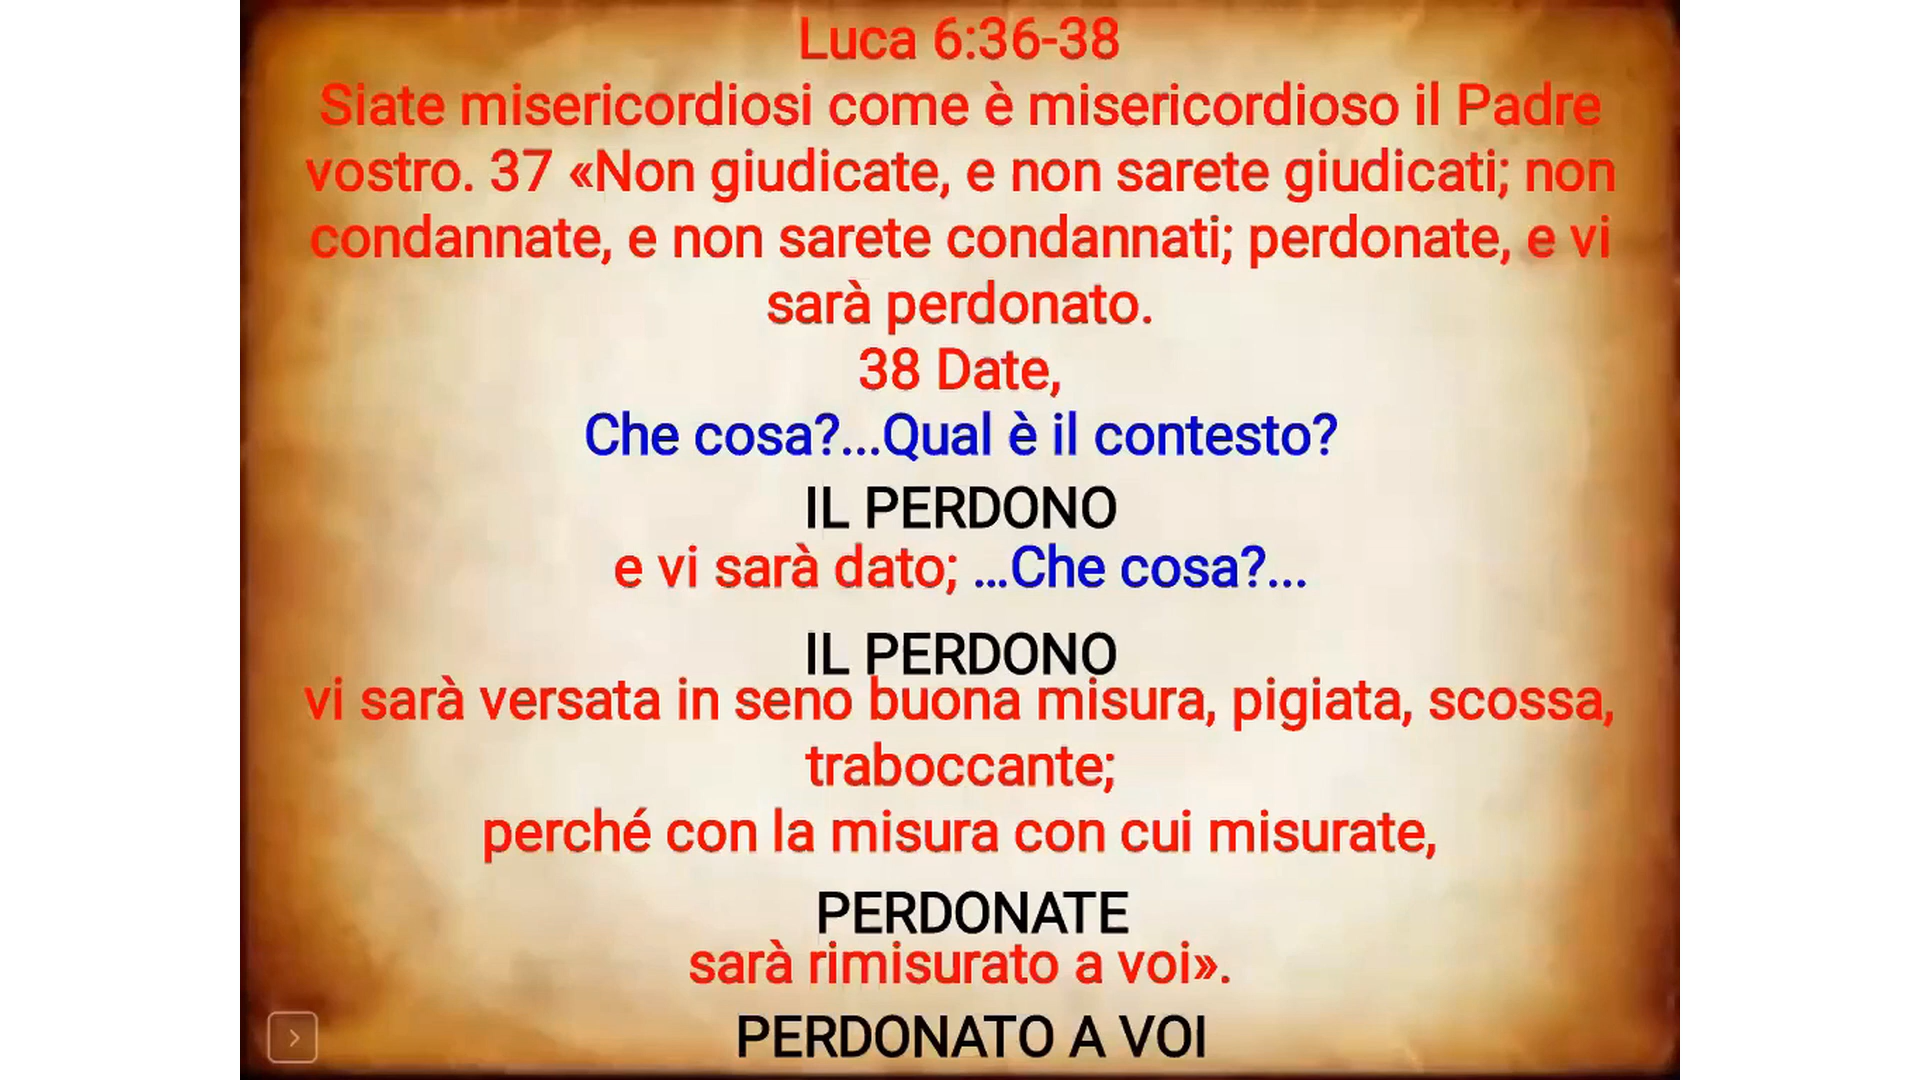 Luca 6:36-38
Siate misericordiosi come è misericordioso il Padre
vostro. 37 «Non giudicate, e non sarete giudicati; non
condannate, e non sarete condannati; perdonate, e vi
sarà perdonato.
38 Date,
Che cosa?...Qual è il contesto?
IL PERDONO
e vi sarà dato; ...Che cosa?...
IL PERDONO
vi sarà versata in seno buona misura, pigiata, scossa,
traboccante;
perché con la misura con cui misurate,
PERDONATE
sarà rimisurato a voi».
PERDONATO A VOI